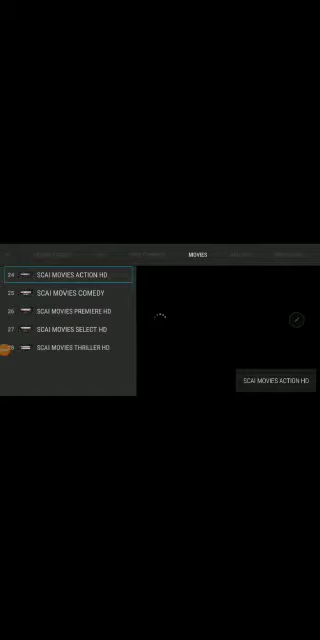 MOVIES
24 SCAI MOVIES ACTION HD
25 SCAI MOVIES COMEDY
26 SCAI MOVIES PREMIERE HD
27 SCAI MOVIES SELECT HD
28 SCAI MOVIES THRILLER HD
SCAI MOVIES ACTION HD